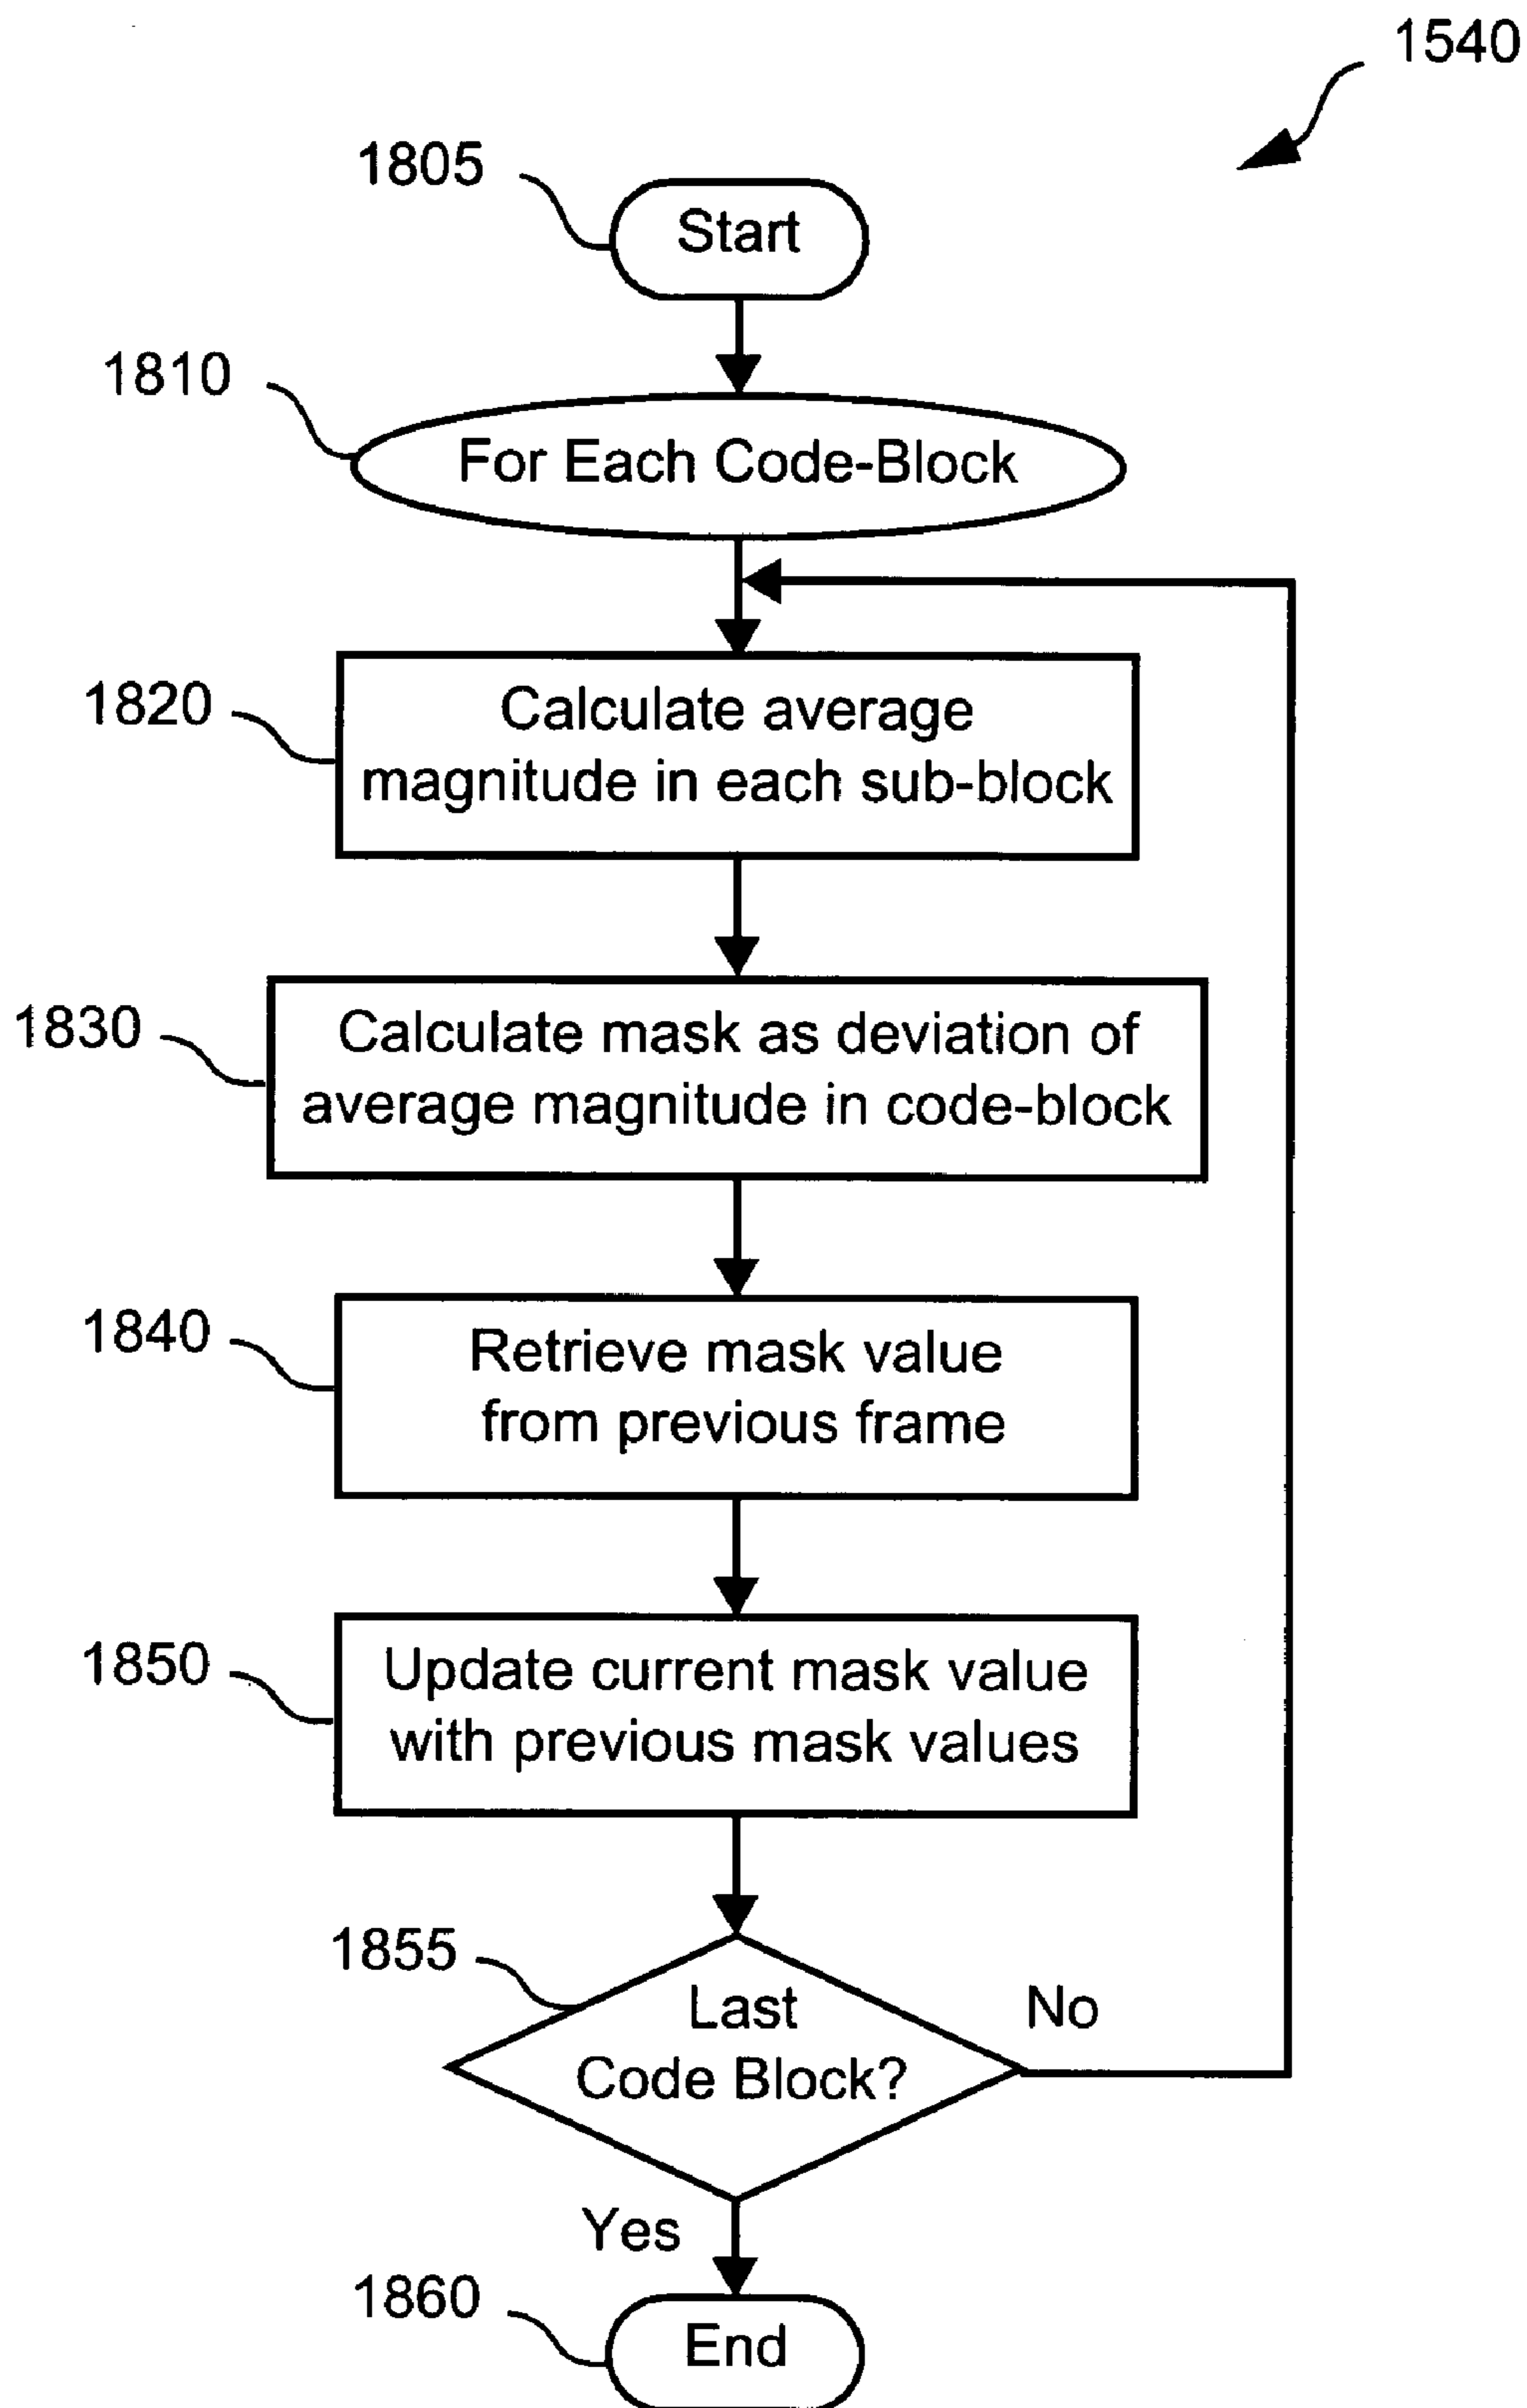 1540
1805
Start
1810
For Each Code-Block
1820
Calculate average
magnitude in each sub-block
1830
Calculate mask as deviation of
average magnitude in code-block
1840
Retrieve mask value
from previous frame
1850
Update current mask value
with previous mask values
1855
Last
Code Block?
No
Yes
1860
End